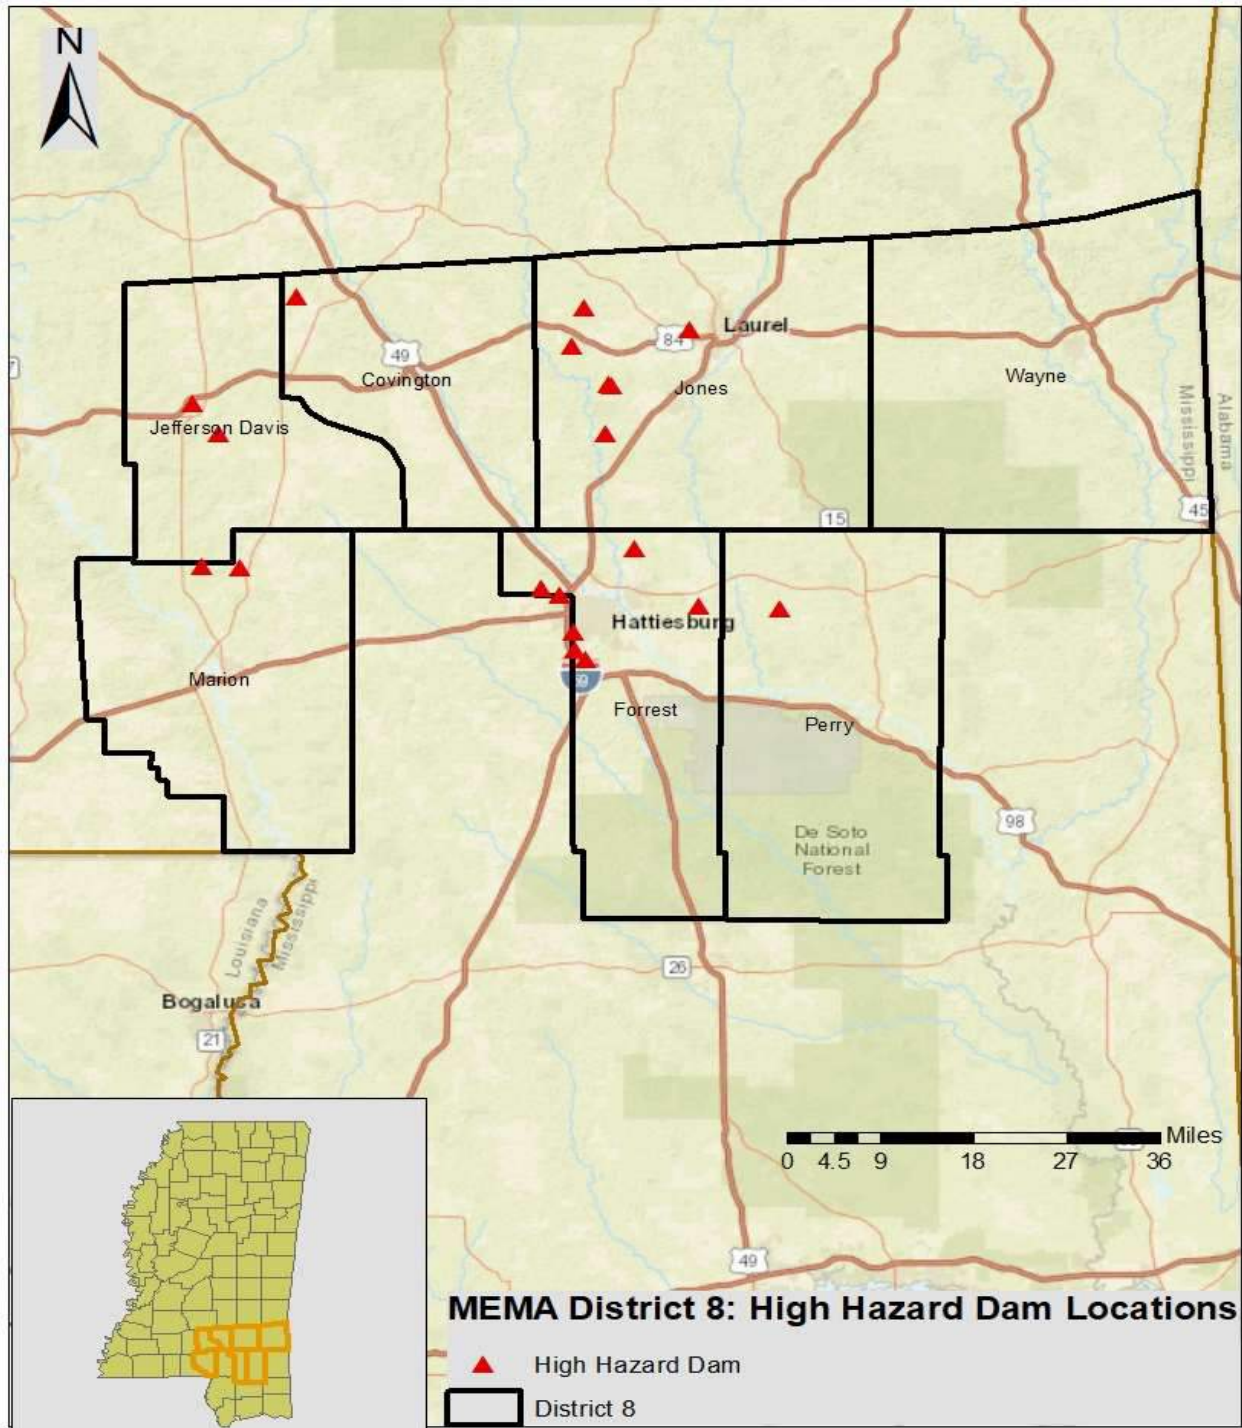 N
84
Laurel
49
Covington
Jones
Wayne
Mississippi
Alabama
Jefferson Davis
15
45
Hattiesburg
Marion
59
Forrest
Perry
98
De Soto
National
Forest
Louisiana
Mississippi
26
Bogalusa
21
Miles
0 4.5 9 18 27 36
49
MEMA District 8: High Hazard Dam Locations
High Hazard Dam
District 8